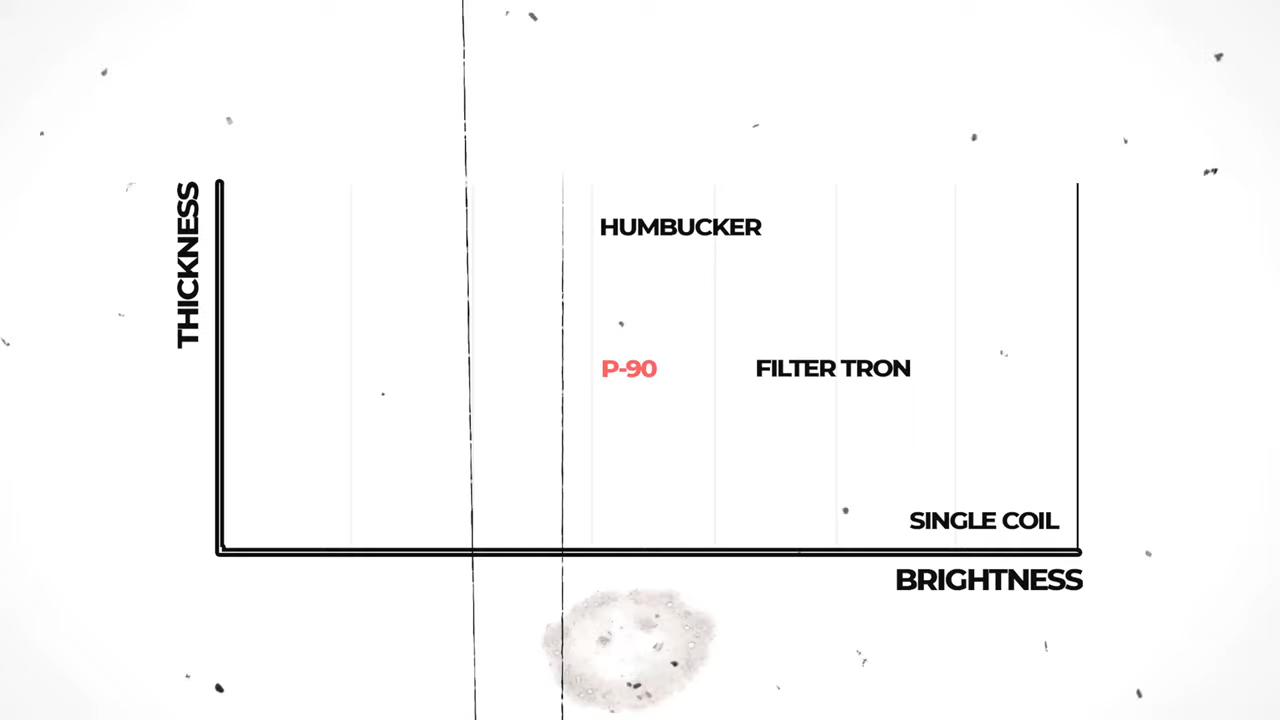 THICKNESS
HUMBUCKER
P-90
FILTER TRON
SINGLE COIL
BRIGHTNESS